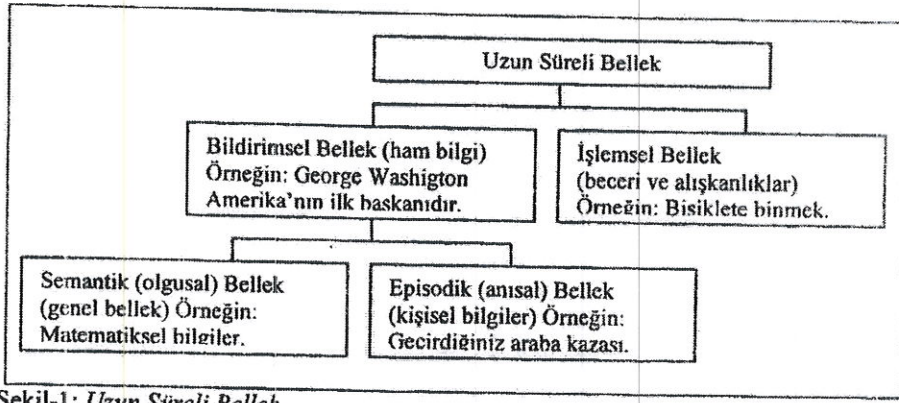 Uzun Süreli Bellek
Bildirimsel Bellek (ham bilgi)
Örneğin: George Washigton
Amerika'nın ilk başkanıdır.
İşlemsel Bellek
(beceri ve alışkanlıklar)
Örneğin: Bisiklete binmek.
Semantik (olgusal) Bellek
(genel bellek) Örneğin:
Matematiksel bilgiler.
Episodik (anısal) Bellek
(kişisel bilgiler) Örneğin:
Geçirdiğiniz araba kazası.
Şekil-1: Uzun Süreli Bellek